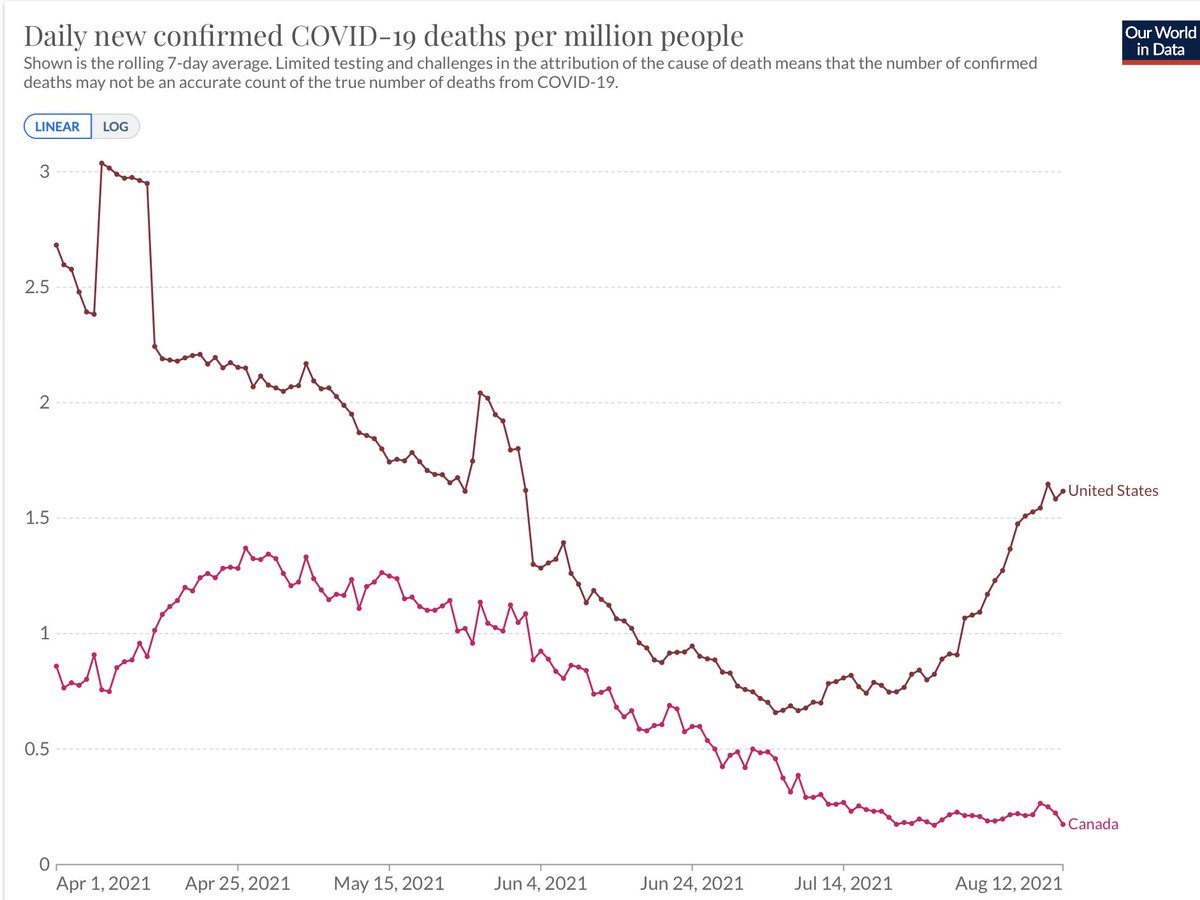 Daily new confirmed COVID-19 deaths per million people
Shown is the rolling 7-day average. Limited testing and challenges in the attribution of the cause of death means that the number of confirmed
deaths may not be an accurate count of the true number of deaths from COVID-19.
Our World
in Data
LINEAR LOG
3
2.5
2
1.5
1
0.5
0
United States
Canada
Apr 1, 2021 Apr 25, 2021 May 15, 2021 Jun 4, 2021 Jun 24, 2021 Jul 14, 2021 Aug 12, 2021